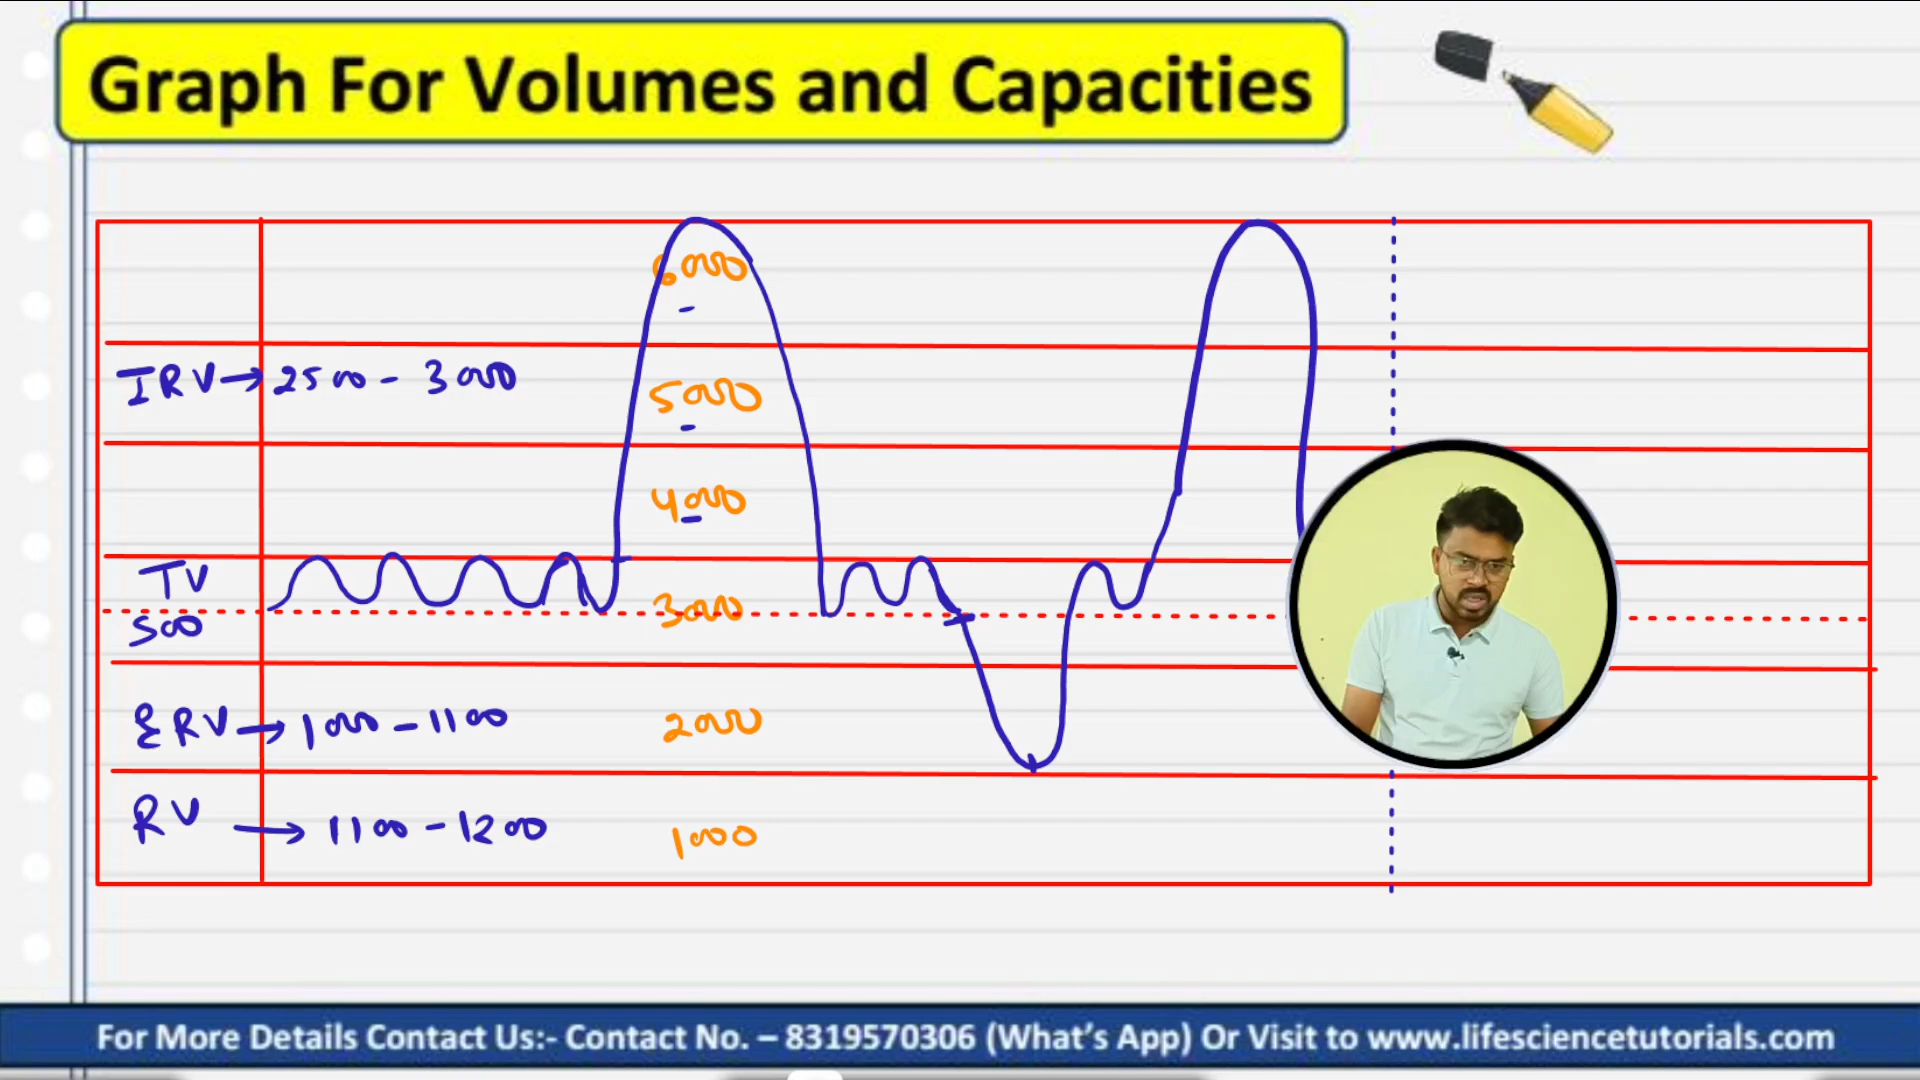 Graph For Volumes and Capacities
6000
IRV → 2500 - 3000
5000
4000
TV
500
3000
ERV → 1000 - 1100
2000
RV → 1100 - 1200
1000
For More Details Contact Us:- Contact No. – 8319570306 (What's App) Or Visit to www.lifesciencetutorials.com